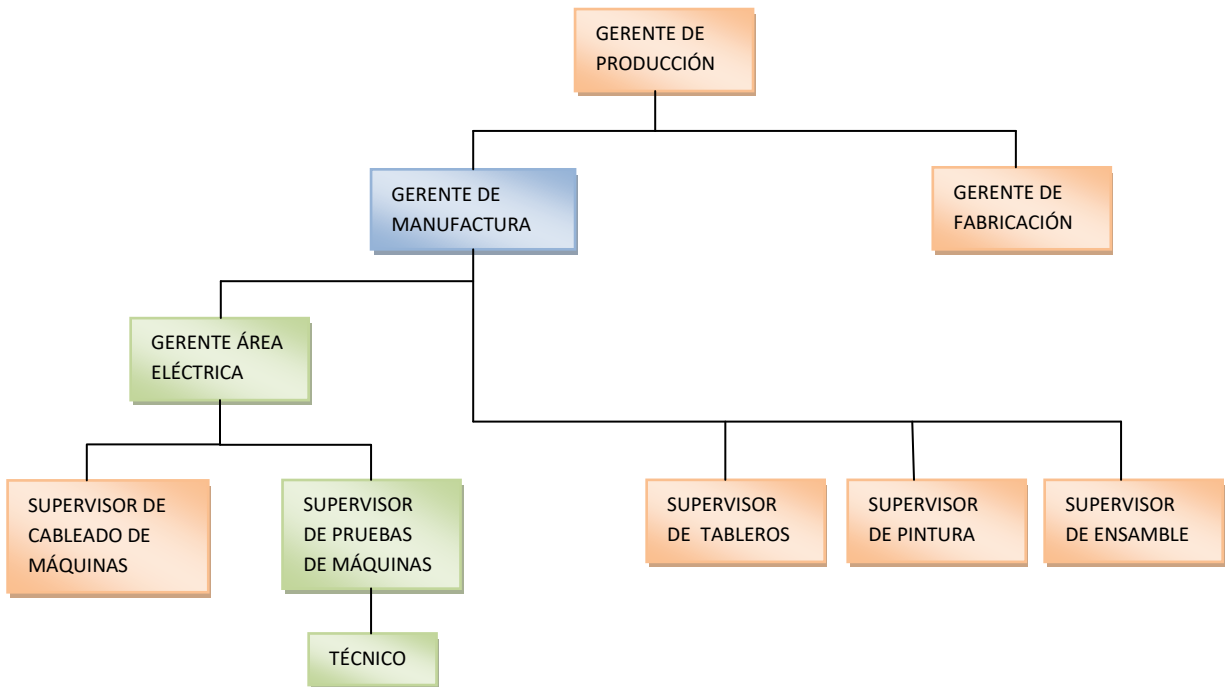 GERENTE DE
PRODUCCIÓN
GERENTE DE
MANUFACTURA
GERENTE DE
FABRICACIÓN
GERENTE ÁREA
ELÉCTRICA
SUPERVISOR DE
CABLEADO DE
MÁQUINAS
SUPERVISOR
DE PRUEBAS
DE MÁQUINAS
SUPERVISOR
DE TABLEROS
SUPERVISOR
DE PINTURA
SUPERVISOR
DE ENSAMBLE
TÉCNICO